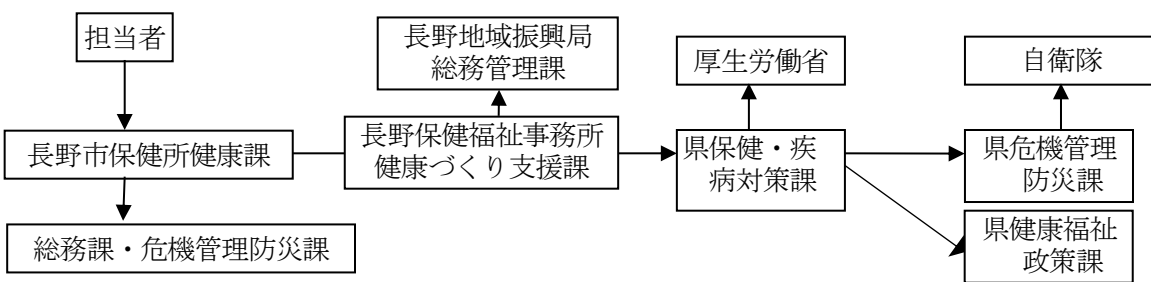 担当者
長野地域振興局
総務管理課
厚生労働省
自衛隊
長野市保健所健康課
長野保健福祉事務所
健康づくり支援課
県保健・疾
病対策課
県危機管理
防災課
総務課・危機管理防災課
県健康福祉
政策課